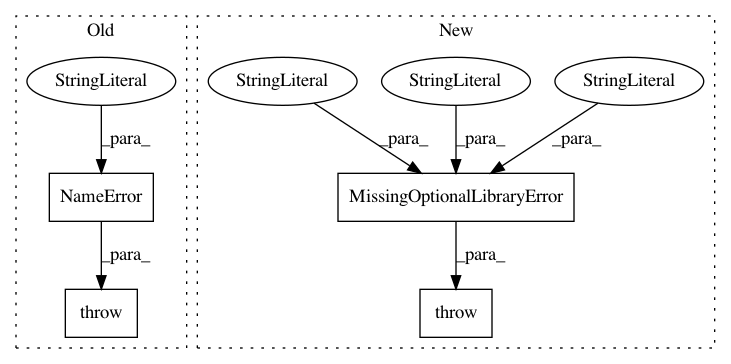 Old
New
StringLiteral
StringLiteral
StringLiteral
StringLiteral
_para_
_para_
_para_
_para_
NameError
MissingOptionalLibraryError
_para_
_para_
throw
throw